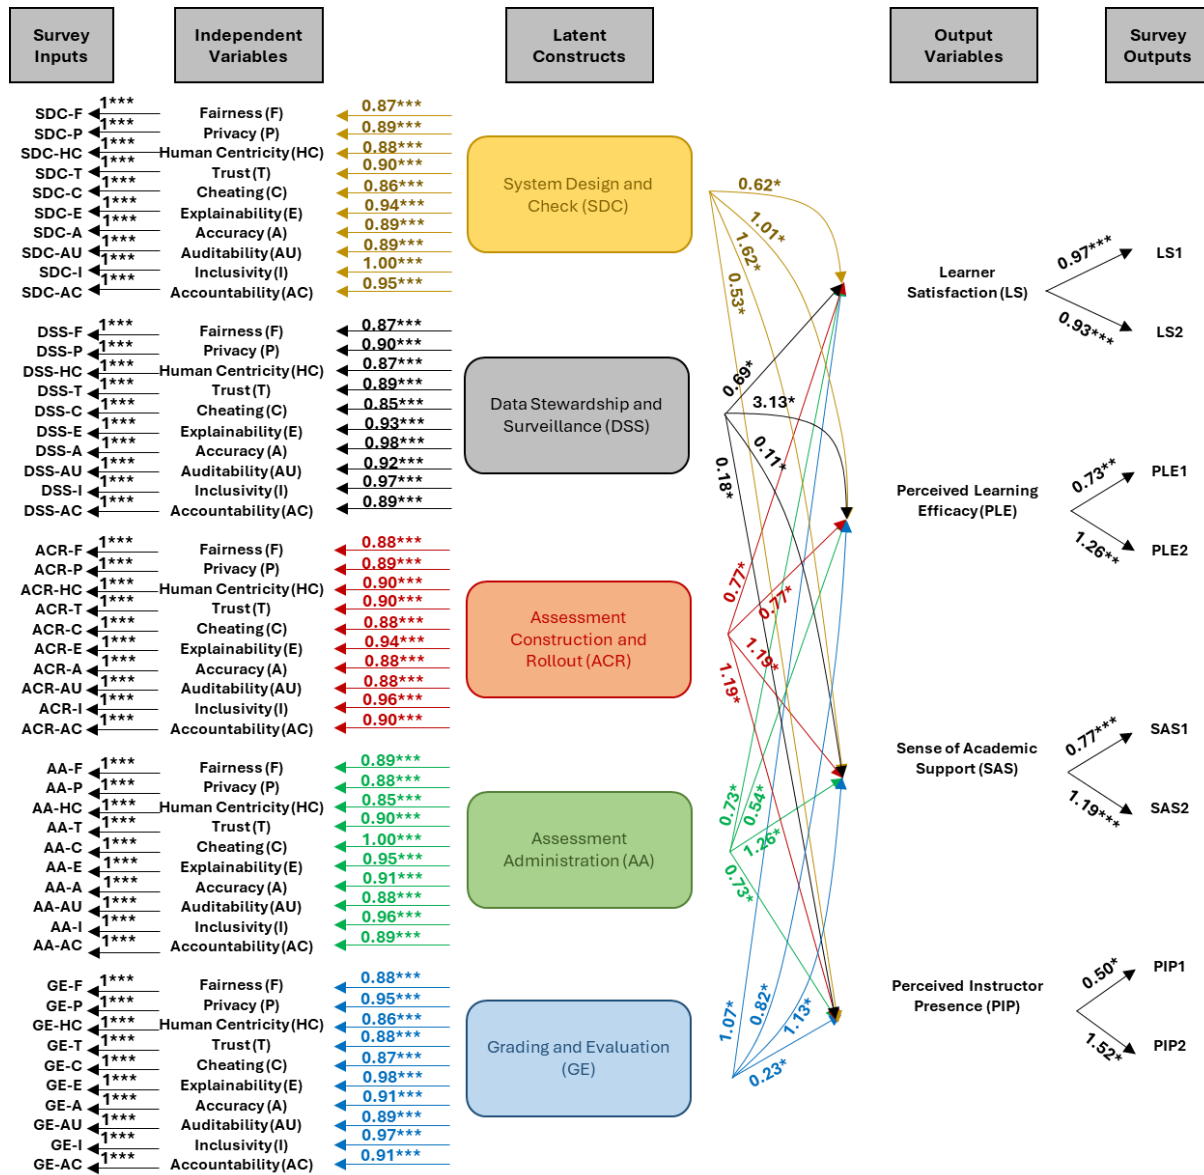 Survey Inputs
Independent Variables
Latent Constructs
Output Variables
Survey Outputs
SDC-F 1*** Fairness (F) 0.87***
SDC-P 1*** Privacy (P) 0.89***
SDC-HC 1*** Human Centricity (HC) 0.88***
SDC-T 1*** Trust (T) 0.90***
SDC-C 1*** Cheating (C) 0.86***
SDC-E 1*** Explainability (E) 0.94***
SDC-A 1*** Accuracy (A) 0.89***
SDC-AU 1*** Auditability (AU) 0.89***
SDC-I 1*** Inclusivity (I) 1.00***
SDC-AC 1*** Accountability (AC) 0.95***
System Design and
Check (SDC)
0.62*
1.01*
1.62*
0.53*
DSS-F 1*** Fairness (F) 0.87***
DSS-P 1*** Privacy (P) 0.90***
DSS-HC 1*** Human Centricity (HC) 0.87***
DSS-T 1*** Trust (T) 0.89***
DSS-C 1*** Cheating (C) 0.85***
DSS-E 1*** Explainability (E) 0.93***
DSS-A 1*** Accuracy (A) 0.98***
DSS-AU 1*** Auditability (AU) 0.92***
DSS-I 1*** Inclusivity (I) 0.97***
DSS-AC 1*** Accountability (AC) 0.89***
Data Stewardship and
Surveillance (DSS)
0.69*
3.13*
0.11*
0.18*
ACR-F 1*** Fairness (F) 0.88***
ACR-P 1*** Privacy (P) 0.89***
ACR-HC 1*** Human Centricity (HC) 0.90***
ACR-T 1*** Trust (T) 0.90***
ACR-C 1*** Cheating (C) 0.88***
ACR-E 1*** Explainability (E) 0.94***
ACR-A 1*** Accuracy (A) 0.88***
ACR-AU 1*** Auditability (AU) 0.88***
ACR-I 1*** Inclusivity (I) 0.96***
ACR-AC 1*** Accountability (AC) 0.90***
Assessment
Construction and
Rollout (ACR)
0.77*
0.77*
1.19*
1.19*
AA-F 1*** Fairness (F) 0.89***
AA-P 1*** Privacy (P) 0.88***
AA-HC 1*** Human Centricity (HC) 0.85***
AA-T 1*** Trust (T) 0.90***
AA-C 1*** Cheating (C) 1.00***
AA-E 1*** Explainability (E) 0.95***
AA-A 1*** Accuracy (A) 0.91***
AA-AU 1*** Auditability (AU) 0.88***
AA-I 1*** Inclusivity (I) 0.96***
AA-AC 1*** Accountability (AC) 0.89***
Assessment
Administration (AA)
0.73*
0.54*
1.26*
0.73*
GE-F 1*** Fairness (F) 0.88***
GE-P 1*** Privacy (P) 0.95***
GE-HC 1*** Human Centricity (HC) 0.86***
GE-T 1*** Trust (T) 0.88***
GE-C 1*** Cheating (C) 0.87***
GE-E 1*** Explainability (E) 0.98***
GE-A 1*** Accuracy (A) 0.91***
GE-AU 1*** Auditability (AU) 0.89***
GE-I 1*** Inclusivity (I) 0.97***
GE-AC 1*** Accountability (AC) 0.91***
Grading and Evaluation
(GE)
1.07*
0.82*
1.13*
0.23*
Learner
Satisfaction (LS)
0.97*** LS1
0.93*** LS2
Perceived Learning
Efficacy (PLE)
0.73** PLE1
1.26** PLE2
Sense of Academic
Support (SAS)
0.77*** SAS1
1.19*** SAS2
Perceived Instructor
Presence (PIP)
0.50* PIP1
1.52* PIP2